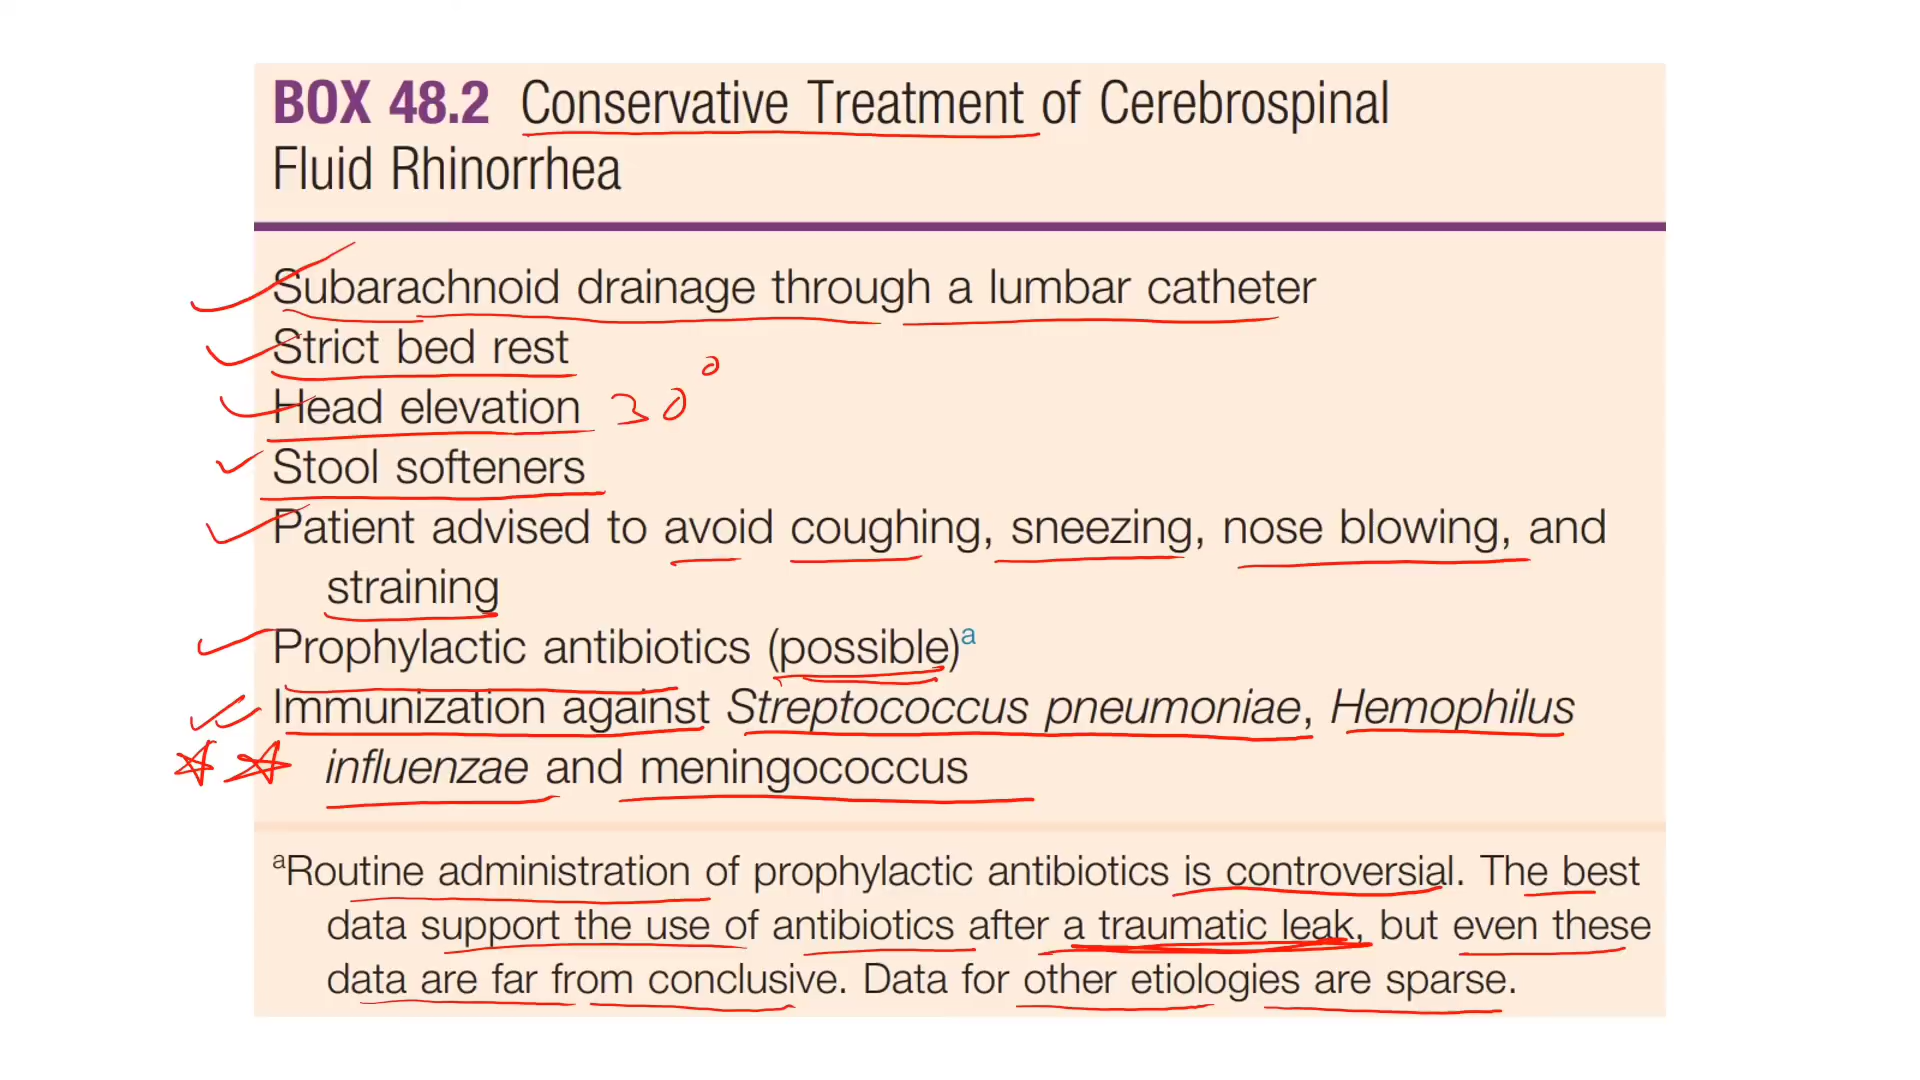 BOX 48.2 Conservative Treatment of Cerebrospinal
Fluid Rhinorrhea
Subarachnoid drainage through a lumbar catheter
Strict bed rest
Head elevation 30°
Stool softeners
Patient advised to avoid coughing, sneezing, nose blowing, and
straining
Prophylactic antibiotics (possible)a
Immunization against Streptococcus pneumoniae, Hemophilus
influenzae and meningococcus
aRoutine administration of prophylactic antibiotics is controversial. The best
data support the use of antibiotics after a traumatic leak, but even these
data are far from conclusive. Data for other etiologies are sparse.